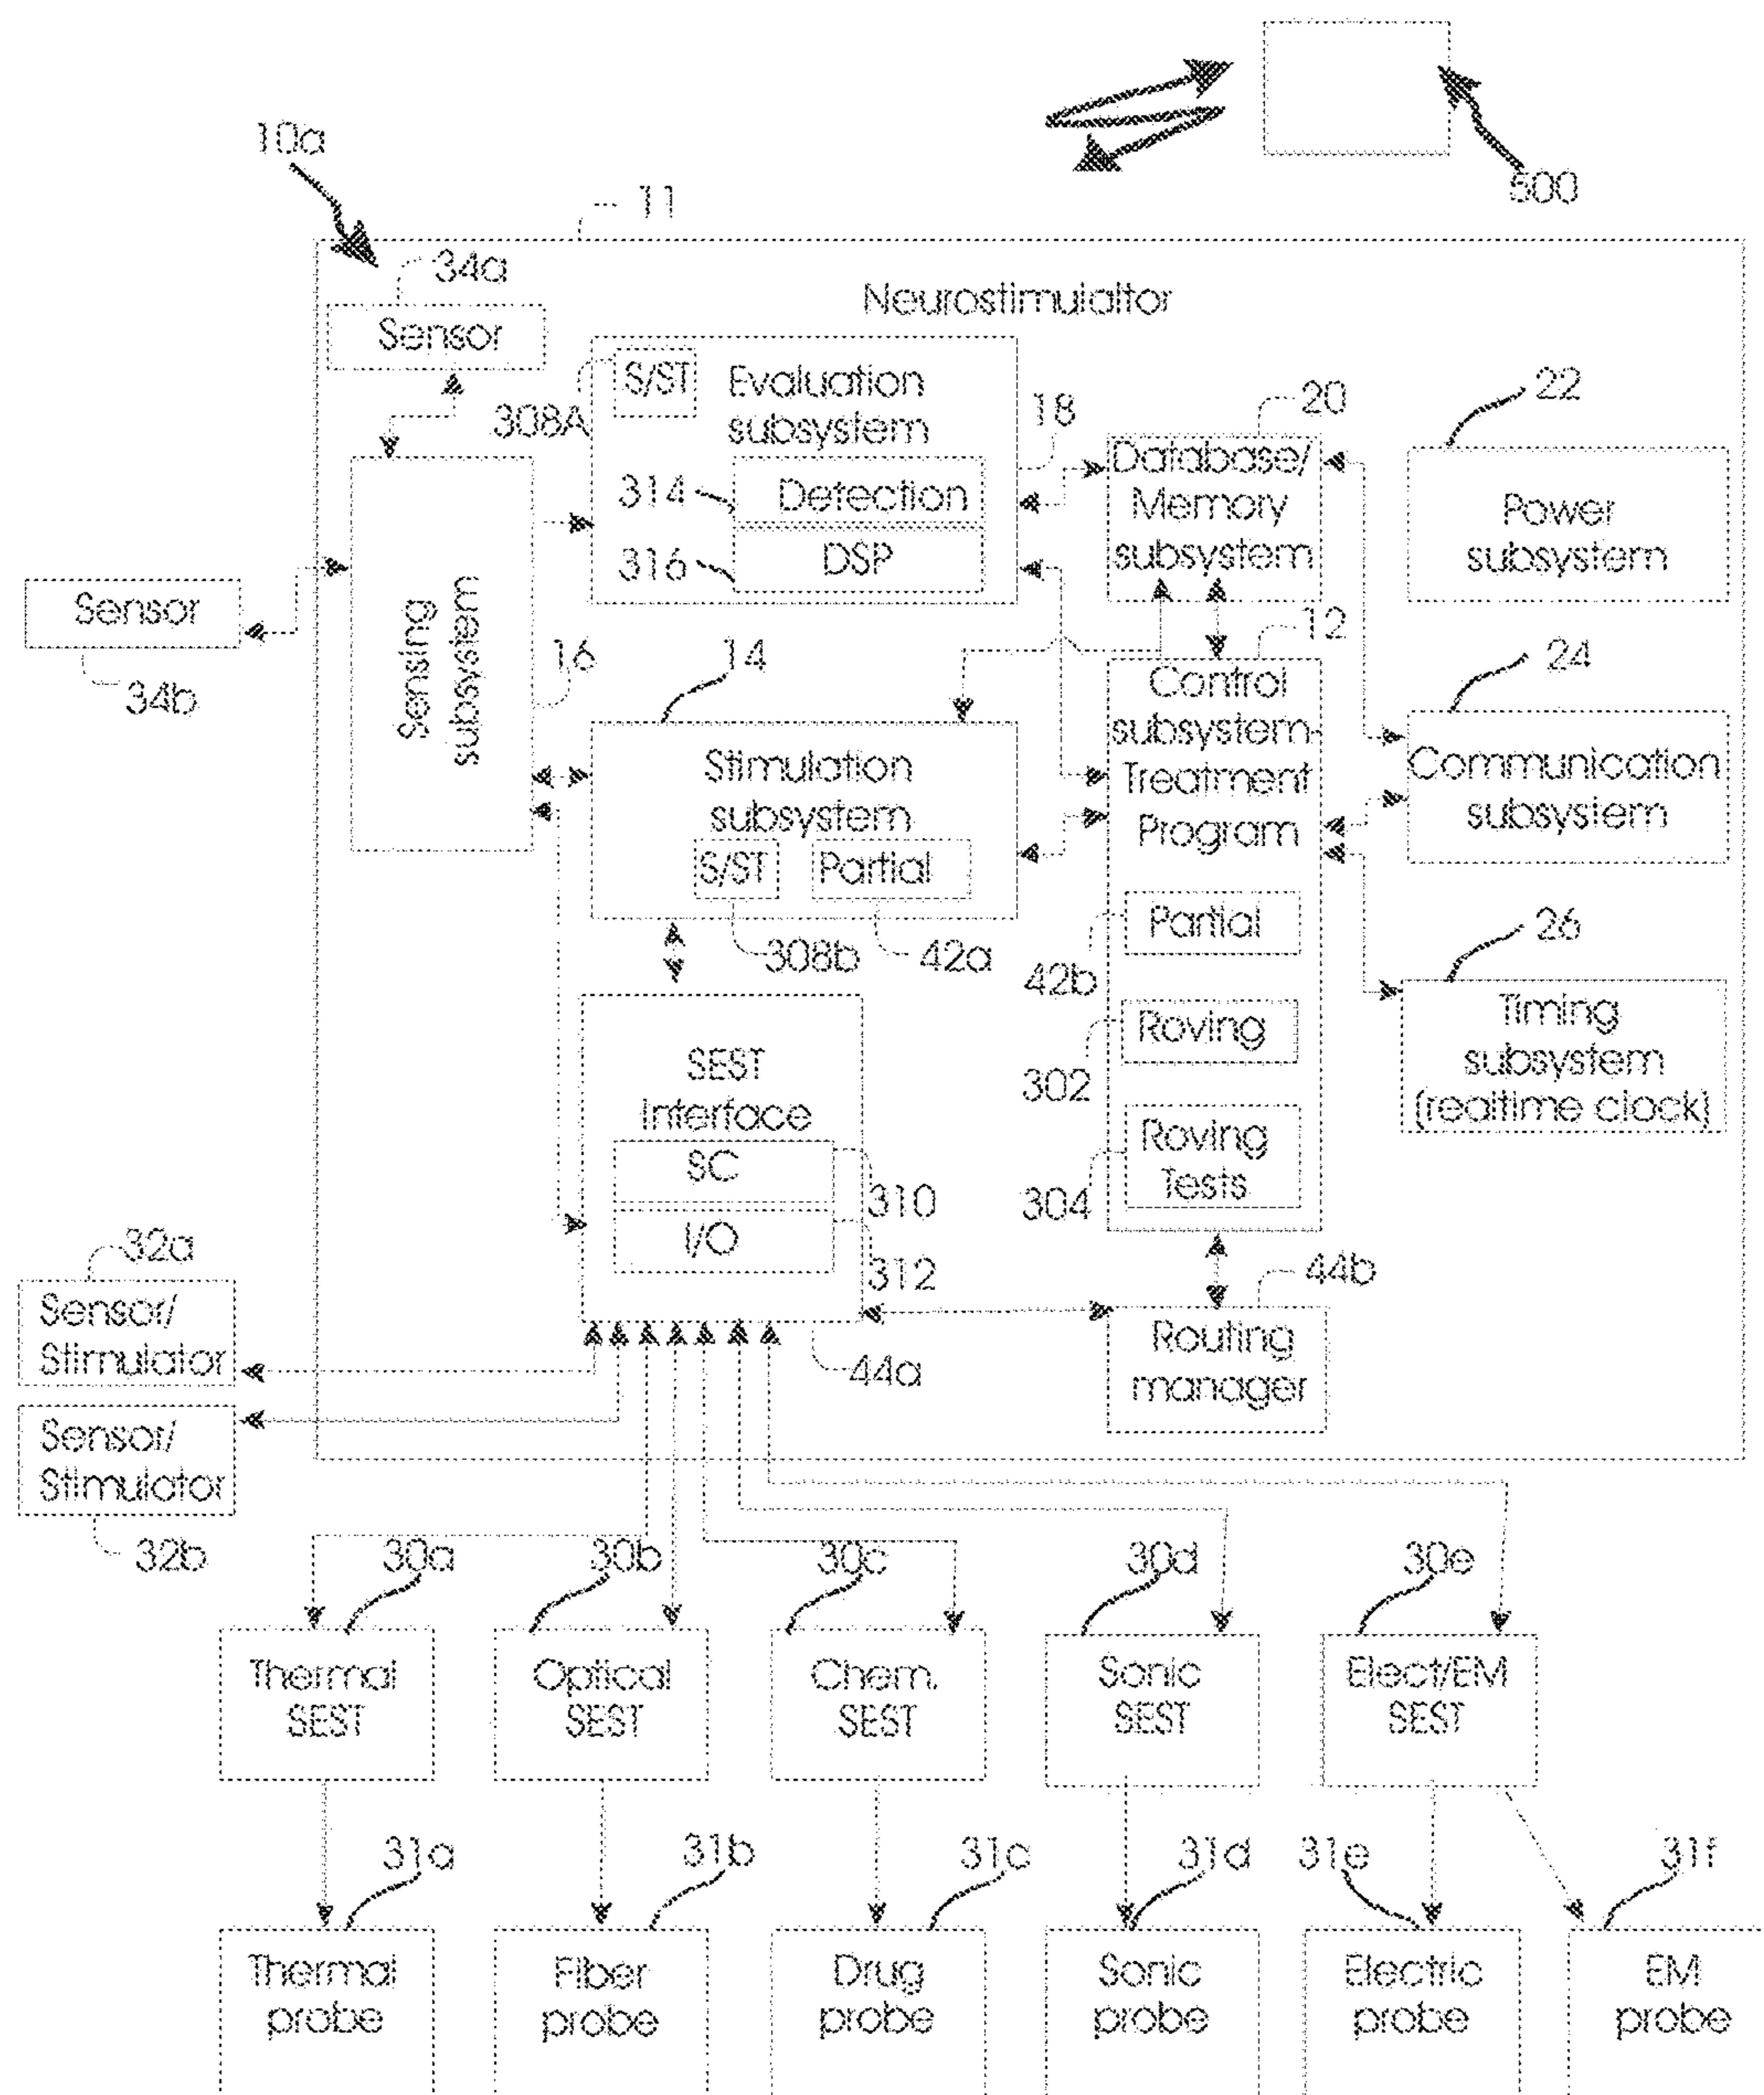 500
10a
11
34a
Neurostimulaltor
Sensor
S/ST
Evaluation
subsystem
308A
18
20
22
314
Detection
316
DSP
Database/
Memory
subsystem
Power
subsystem
Sensor
34b
Sensing
subsystem
16
14
12
24
Stimulation
subsystem
S/ST
Partial
308b
42a
Control
subsystem-
Treatment
Program
Communication
subsystem
Partial
42b
26
Roving
302
Timing
subsystem
(realtime clock)
Roving
Tests
304
SEST
Interface
SC
310
I/O
312
44a
44b
Routing
manager
32a
Sensor/
Stimulator
Sensor/
Stimulator
32b
30a
30b
30c
30d
30e
Thermal
SEST
Optical
SEST
Chem.
SEST
Sonic
SEST
Elect/EM
SEST
31a
31b
31c
31d
31e
31f
Thermal
probe
Fiber
probe
Drug
probe
Sonic
probe
Electric
probe
EM
probe